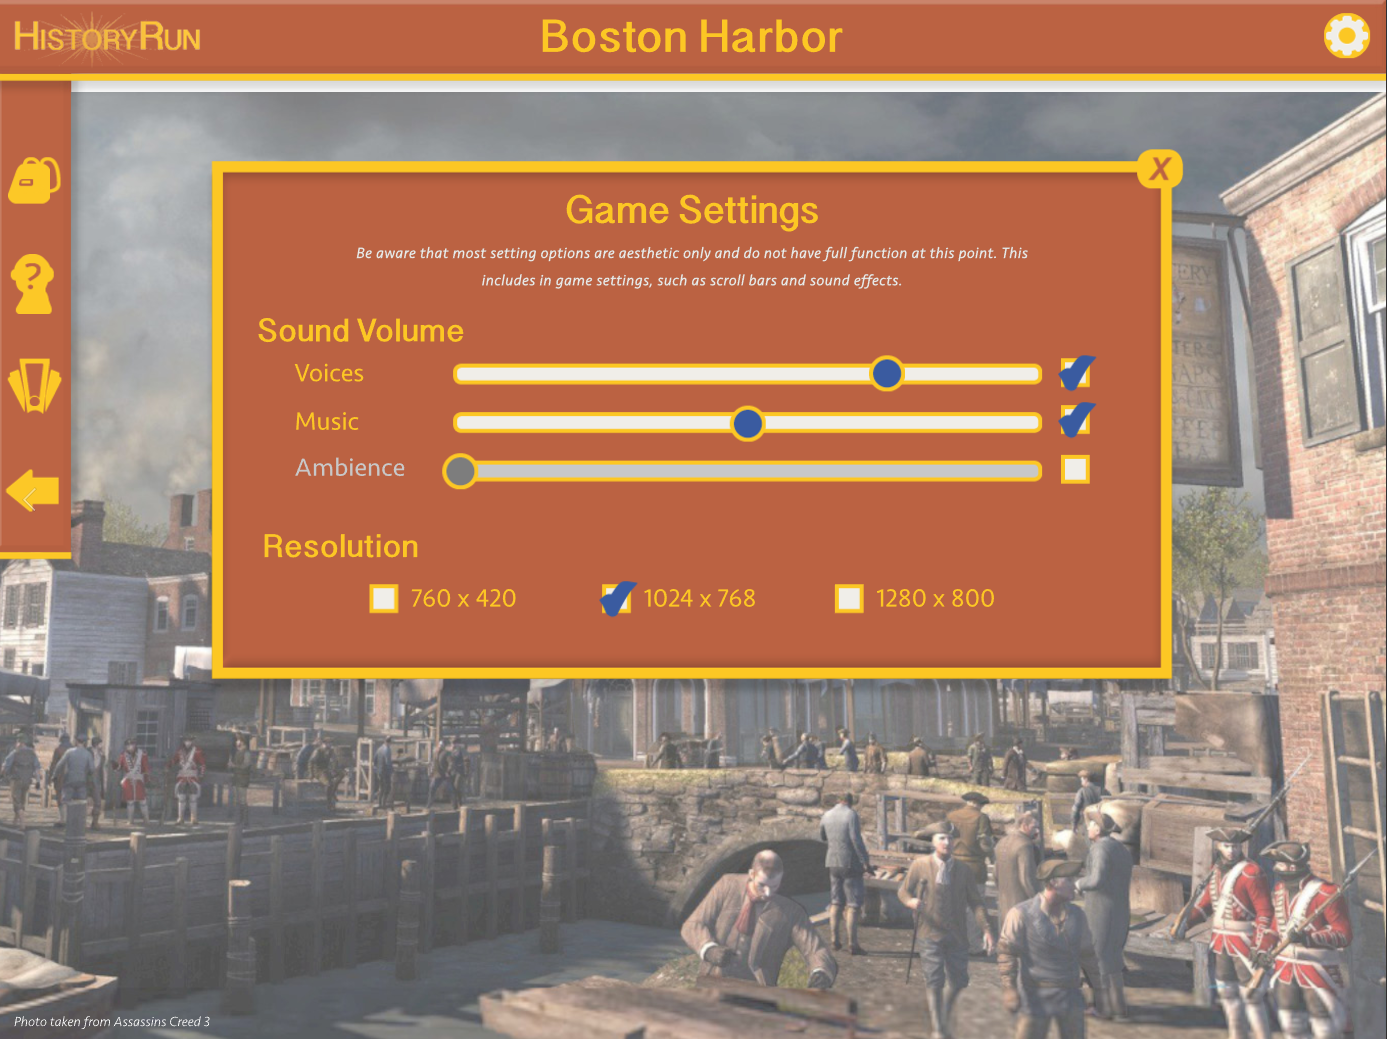 HistoryRun
Boston Harbor
X
Game Settings
Be aware that most setting options are aesthetic only and do not have full function at this point. This
includes in game settings, such as scroll bars and sound effects.
Sound Volume
Voices
Music
Ambience
Resolution
760 x 420
1024 x 768
1280 x 800
?
Photo taken from Assassins Creed 3